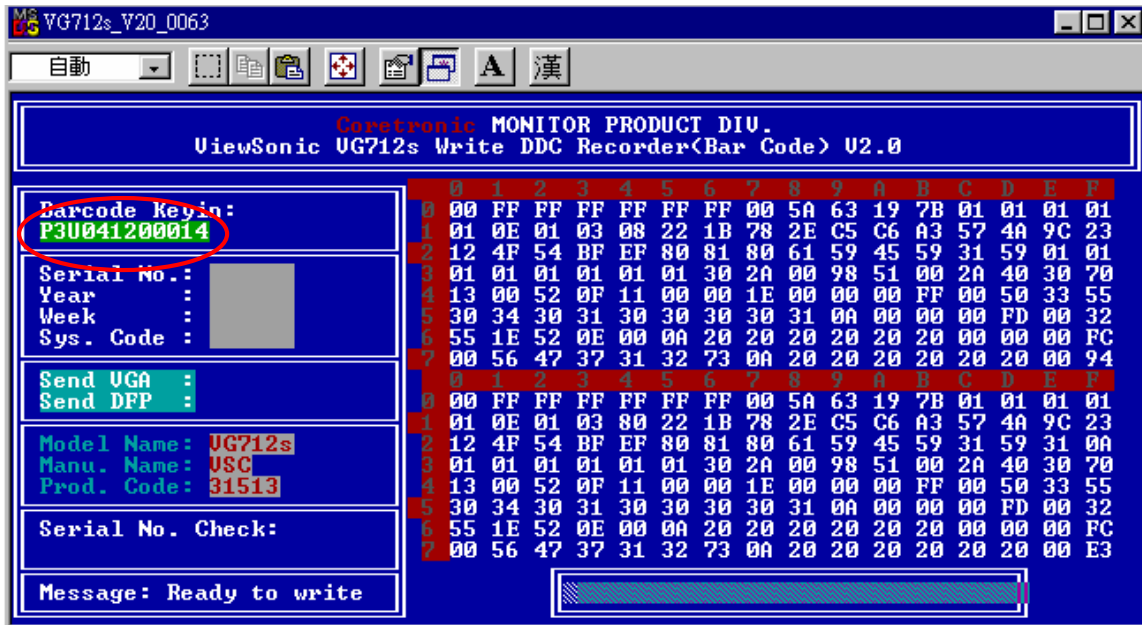 VG712s_V20_0063
自動
A 漢
Coretronic MONITOR PRODUCT DIV.
ViewSonic VG712s Write DDC Recorder(Bar Code) V2.0
Barcode Keyin:
P3U041200014
Serial No.:
Year :
Week :
Sys. Code :
Send VGA :
Send DFP :
Model Name: VG712s
Manu. Name: VSC
Prod. Code: 31513
Serial No. Check:
Message: Ready to write
0 1 2 3 4 5 6 7 8 9 A B C D E F
0 00 FF FF FF FF FF FF 00 5A 63 19 7B 01 01 01 01
1 01 0E 01 03 08 22 1B 78 2E C5 C6 A3 57 4A 9C 23
2 12 4F 54 BF EF 80 81 80 61 59 45 59 31 59 01 01
3 01 01 01 01 01 01 30 2A 00 98 51 00 2A 40 30 70
4 13 00 52 0F 11 00 00 1E 00 00 00 FF 00 50 33 55
5 30 34 30 31 30 30 30 30 31 0A 00 00 00 FD 00 32
6 55 1E 52 0E 00 0A 20 20 20 20 20 20 00 00 00 FC
7 00 56 47 37 31 32 73 0A 20 20 20 20 20 20 00 94
0 1 2 3 4 5 6 7 8 9 A B C D E F
0 00 FF FF FF FF FF FF 00 5A 63 19 7B 01 01 01 01
1 01 0E 01 03 80 22 1B 78 2E C5 C6 A3 57 4A 9C 23
2 12 4F 54 BF EF 80 81 80 61 59 45 59 31 59 31 0A
3 01 01 01 01 01 01 30 2A 00 98 51 00 2A 40 30 70
4 13 00 52 0F 11 00 00 1E 00 00 00 FF 00 50 33 55
5 30 34 30 31 30 30 30 30 31 0A 00 00 00 FD 00 32
6 55 1E 52 0E 00 0A 20 20 20 20 20 20 00 00 00 FC
7 00 56 47 37 31 32 73 0A 20 20 20 20 20 20 00 E3